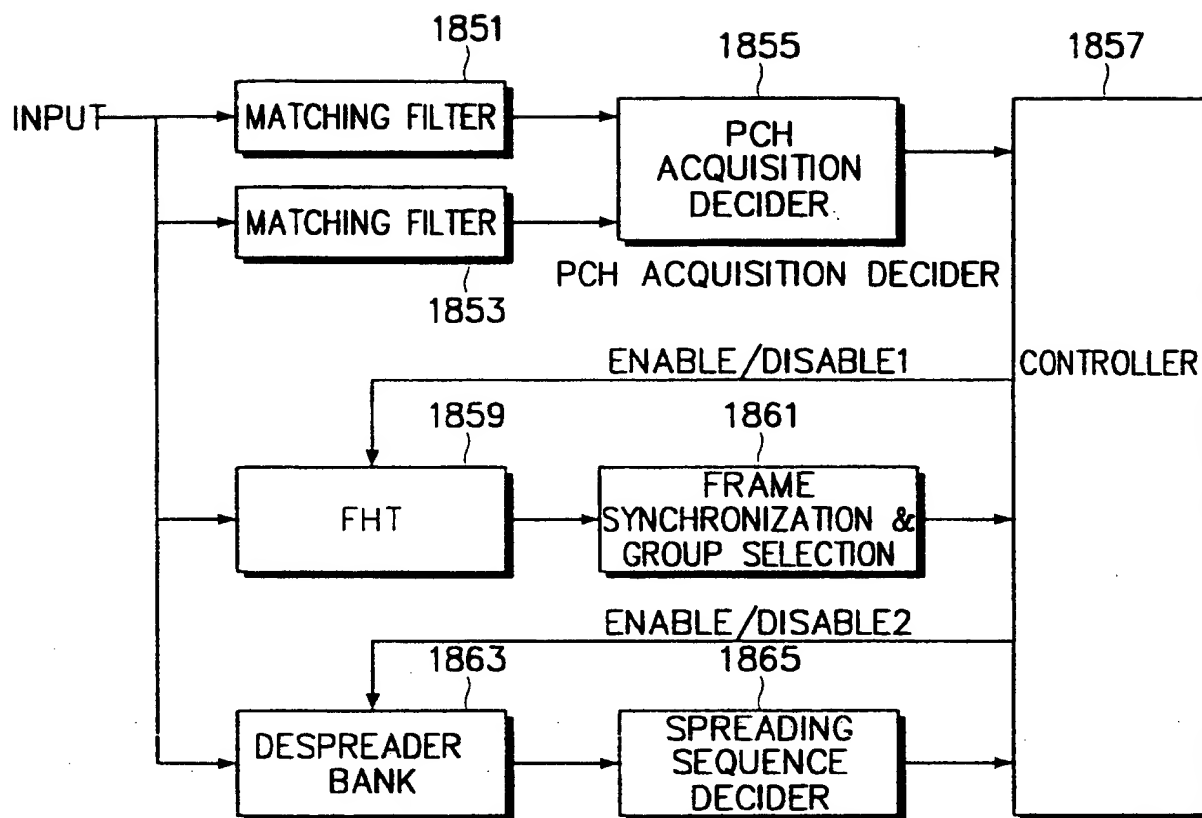 1851
1855
1857
INPUT
MATCHING FILTER
PCH
ACQUISITION
DECIDER
MATCHING FILTER
1853
PCH ACQUISITION DECIDER
ENABLE/DISABLE1
CONTROLLER
1859
1861
FHT
FRAME
SYNCHRONIZATION &
GROUP SELECTION
ENABLE/DISABLE2
1863
1865
DESPREADER
BANK
SPREADING
SEQUENCE
DECIDER